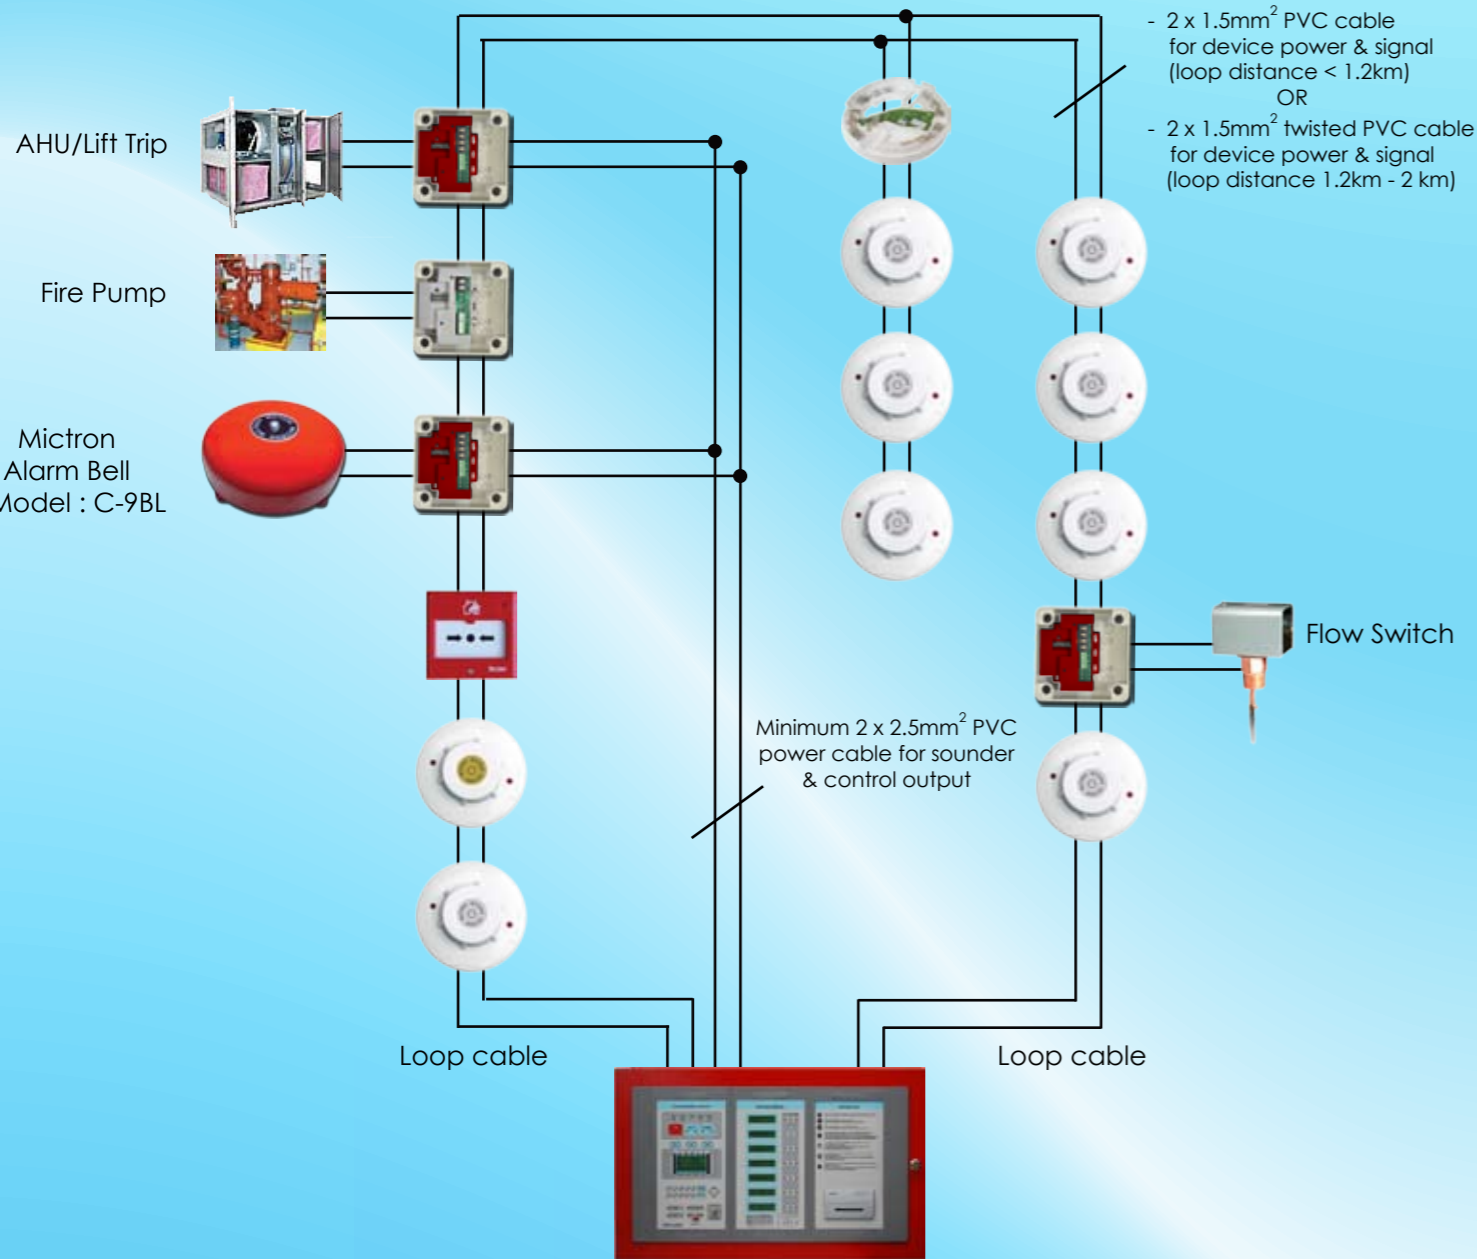 - 2 x 1.5mm² PVC cable
for device power & signal
(loop distance < 1.2km)
OR
- 2 x 1.5mm² twisted PVC cable
for device power & signal
(loop distance 1.2km - 2 km)
AHU/Lift Trip
Fire Pump
Mictron
Alarm Bell
Model : C-9BL
Flow Switch
Minimum 2 x 2.5mm² PVC
power cable for sounder
& control output
Loop cable
Loop cable